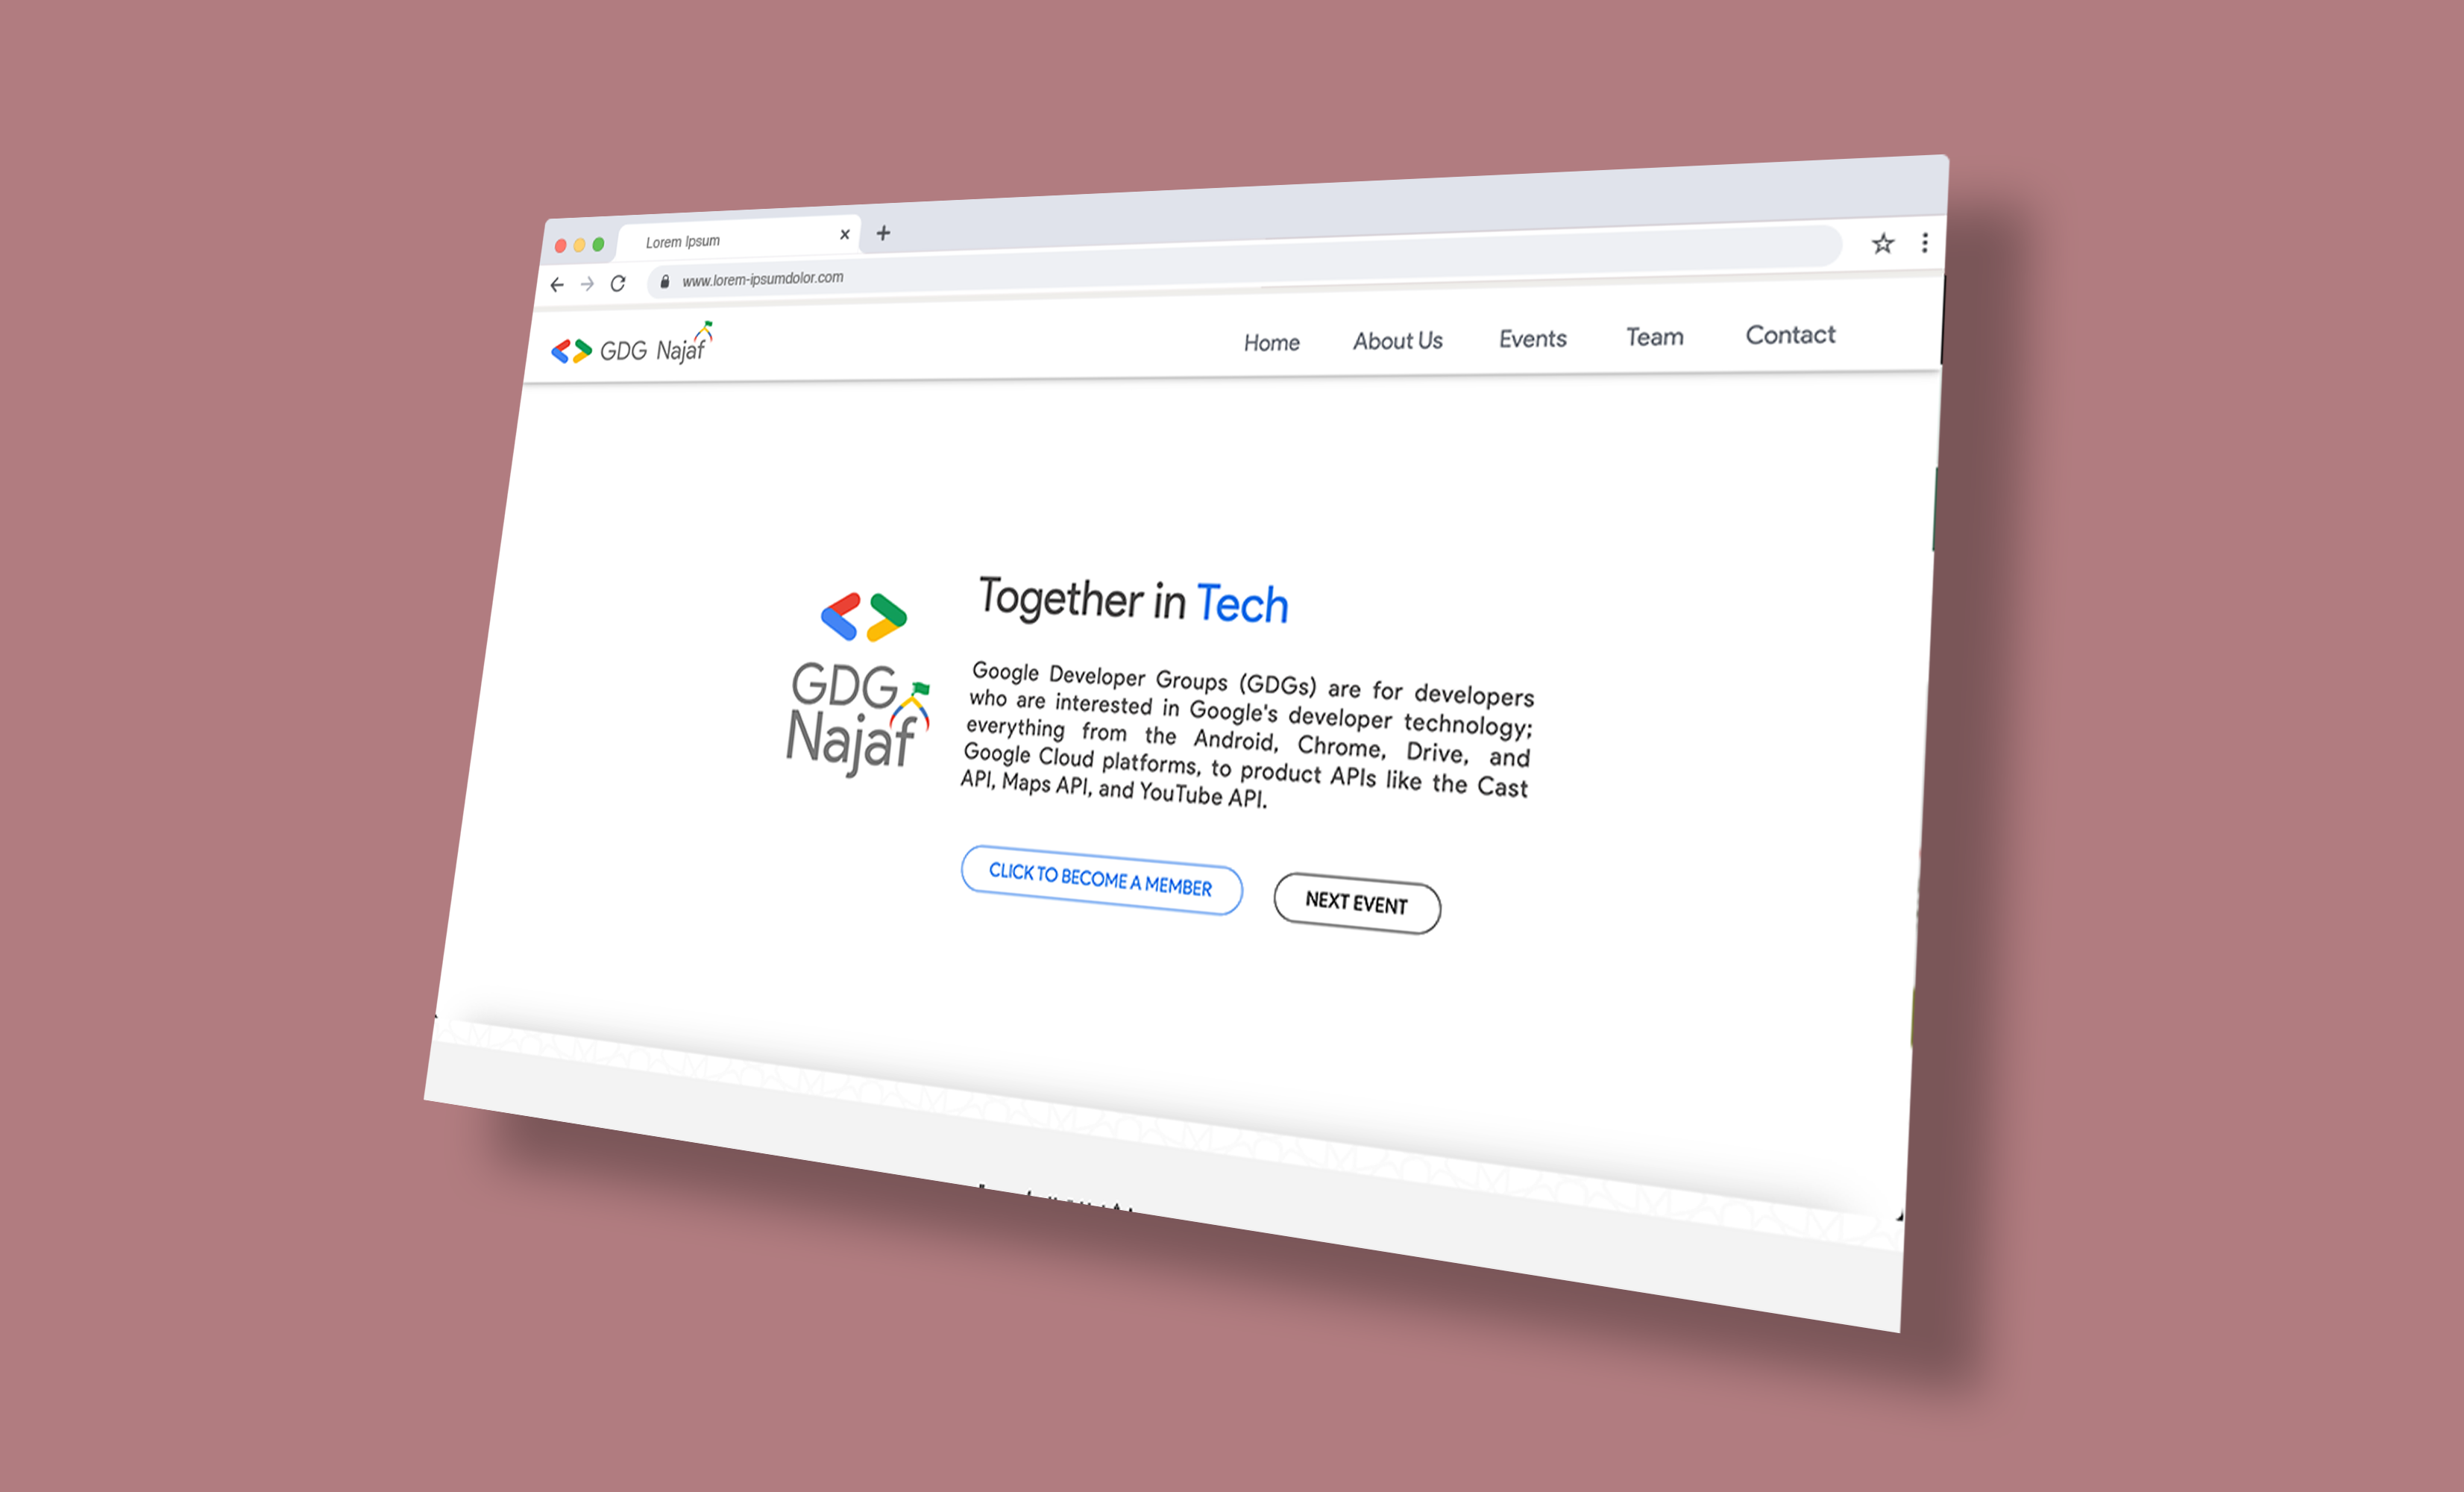 Lorem Ipsum
www.lorem-ipsumdolor.com
GDG Najaf
Home About Us Events Team Contact
Together in Tech
GDG
Najaf
Google Developer Groups (GDGs) are for developers
who are interested in Google's developer technology;
everything from the Android, Chrome, Drive, and
Google Cloud platforms, to product APIs like the Cast
API, Maps API, and YouTube API.
CLICK TO BECOME A MEMBER
NEXT EVENT